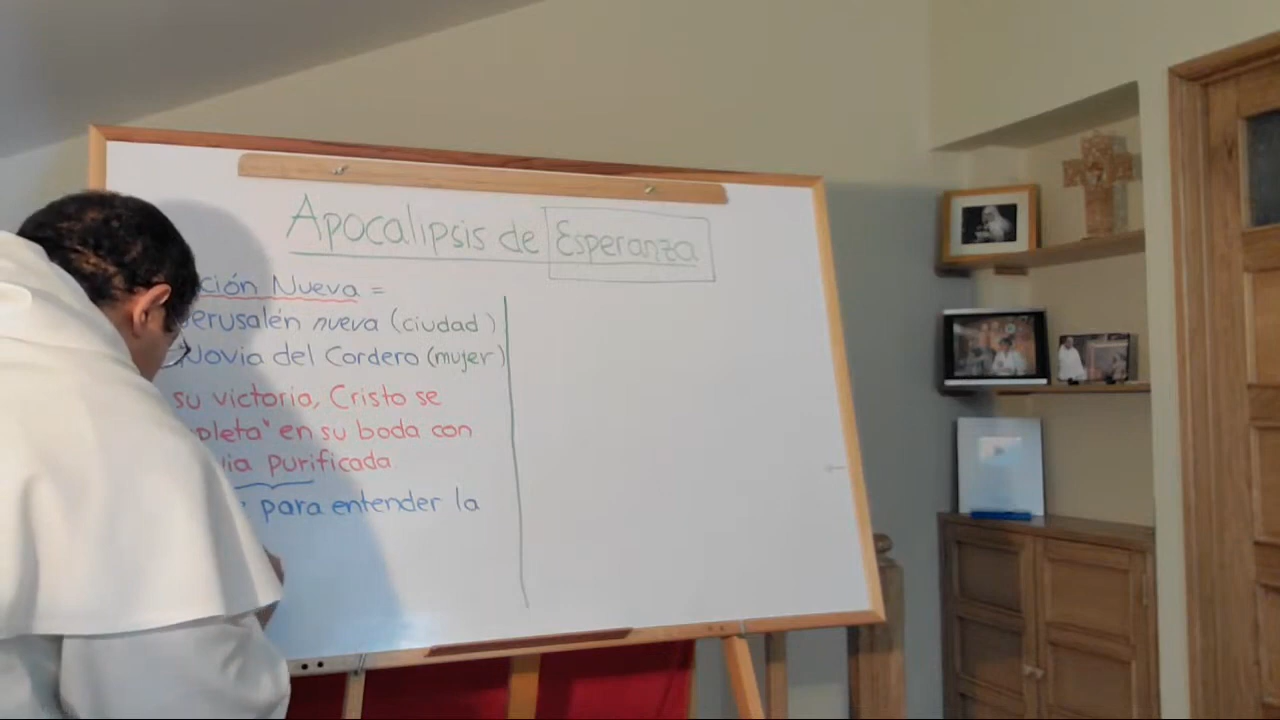 Apocalipsis de Esperanza
ción Nueva =
Jerusalén nueva (ciudad)
Novia del Cordero (mujer)
su victoria, Cristo se
pleta" en su boda con
purificada
para entender la